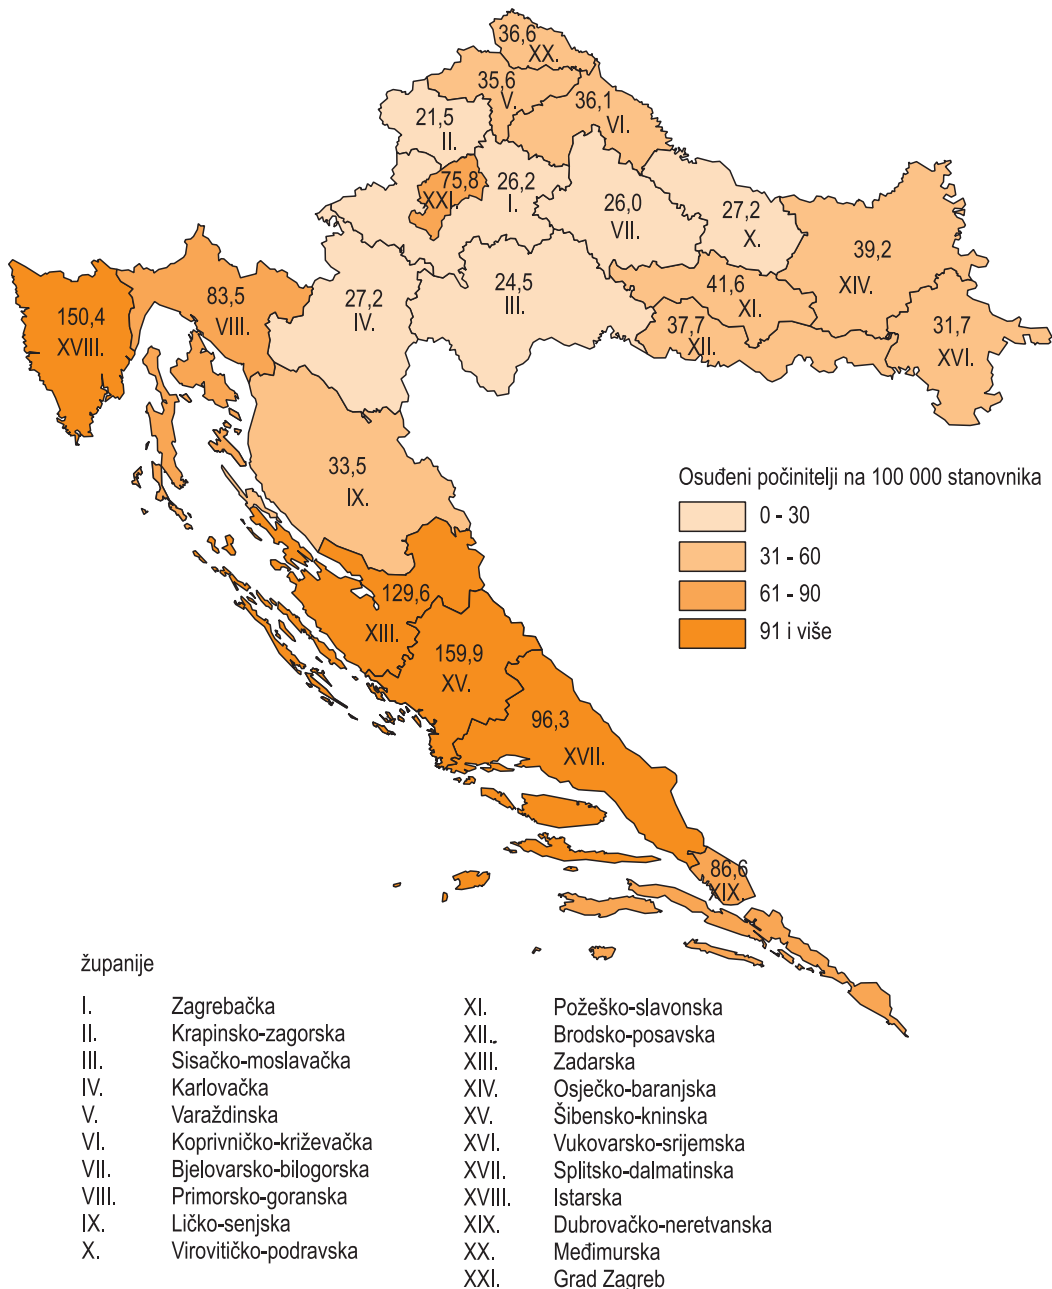 36,6
XX.
35,6
V.
36,1
VI.
21,5
II.
75,8
XXI.
26,2
I.
26,0
VII.
27,2
X.
39,2
XIV.
24,5
III.
41,6
XI.
83,5
VIII.
27,2
IV.
150,4
XVIII.
37,7
XII.
31,7
XVI.
33,5
IX.
Osuđeni počinitelji na 100 000 stanovnika
0 - 30
31 - 60
61 - 90
91 i više
129,6
XIII.
159,9
XV.
96,3
XVII.
86,6
XIX.
županije
I. Zagrebačka
II. Krapinsko-zagorska
III. Sisačko-moslavačka
IV. Karlovačka
V. Varaždinska
VI. Koprivničko-križevačka
VII. Bjelovarsko-bilogorska
VIII. Primorsko-goranska
IX. Ličko-senjska
X. Virovitičko-podravska
XI. Požeško-slavonska
XII.. Brodsko-posavska
XIII. Zadarska
XIV. Osječko-baranjska
XV. Šibensko-kninska
XVI. Vukovarsko-srijemska
XVII. Splitsko-dalmatinska
XVIII. Istarska
XIX. Dubrovačko-neretvanska
XX. Međimurska
XXI. Grad Zagreb